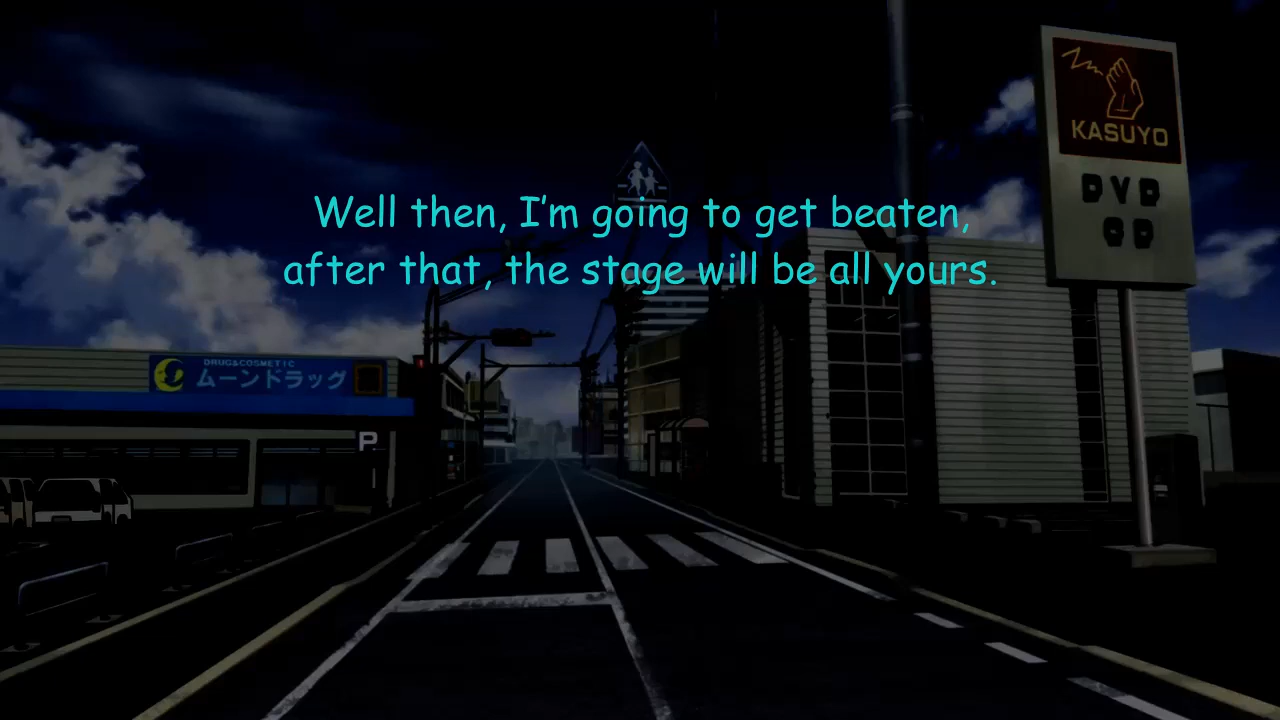 KASUYO
DVD
CD
Well then, I'm going to get beaten,
after that, the stage will be all yours.
DRUG&COSMETIC
ムーンドラッグ
P